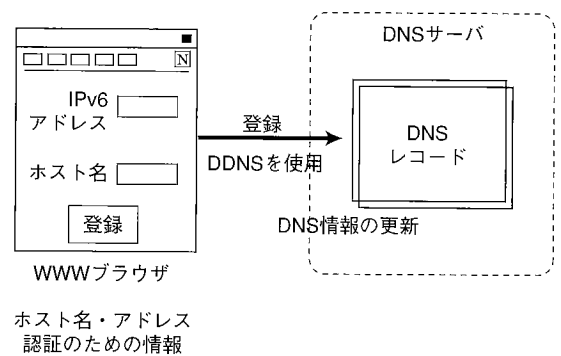 DNSサーバ
N
IPv6
アドレス
ホスト名
登録
WWWブラウザ
ホスト名・アドレス
認証のための情報
登録
DDNSを使用
DNS情報の更新
DNS
レコード